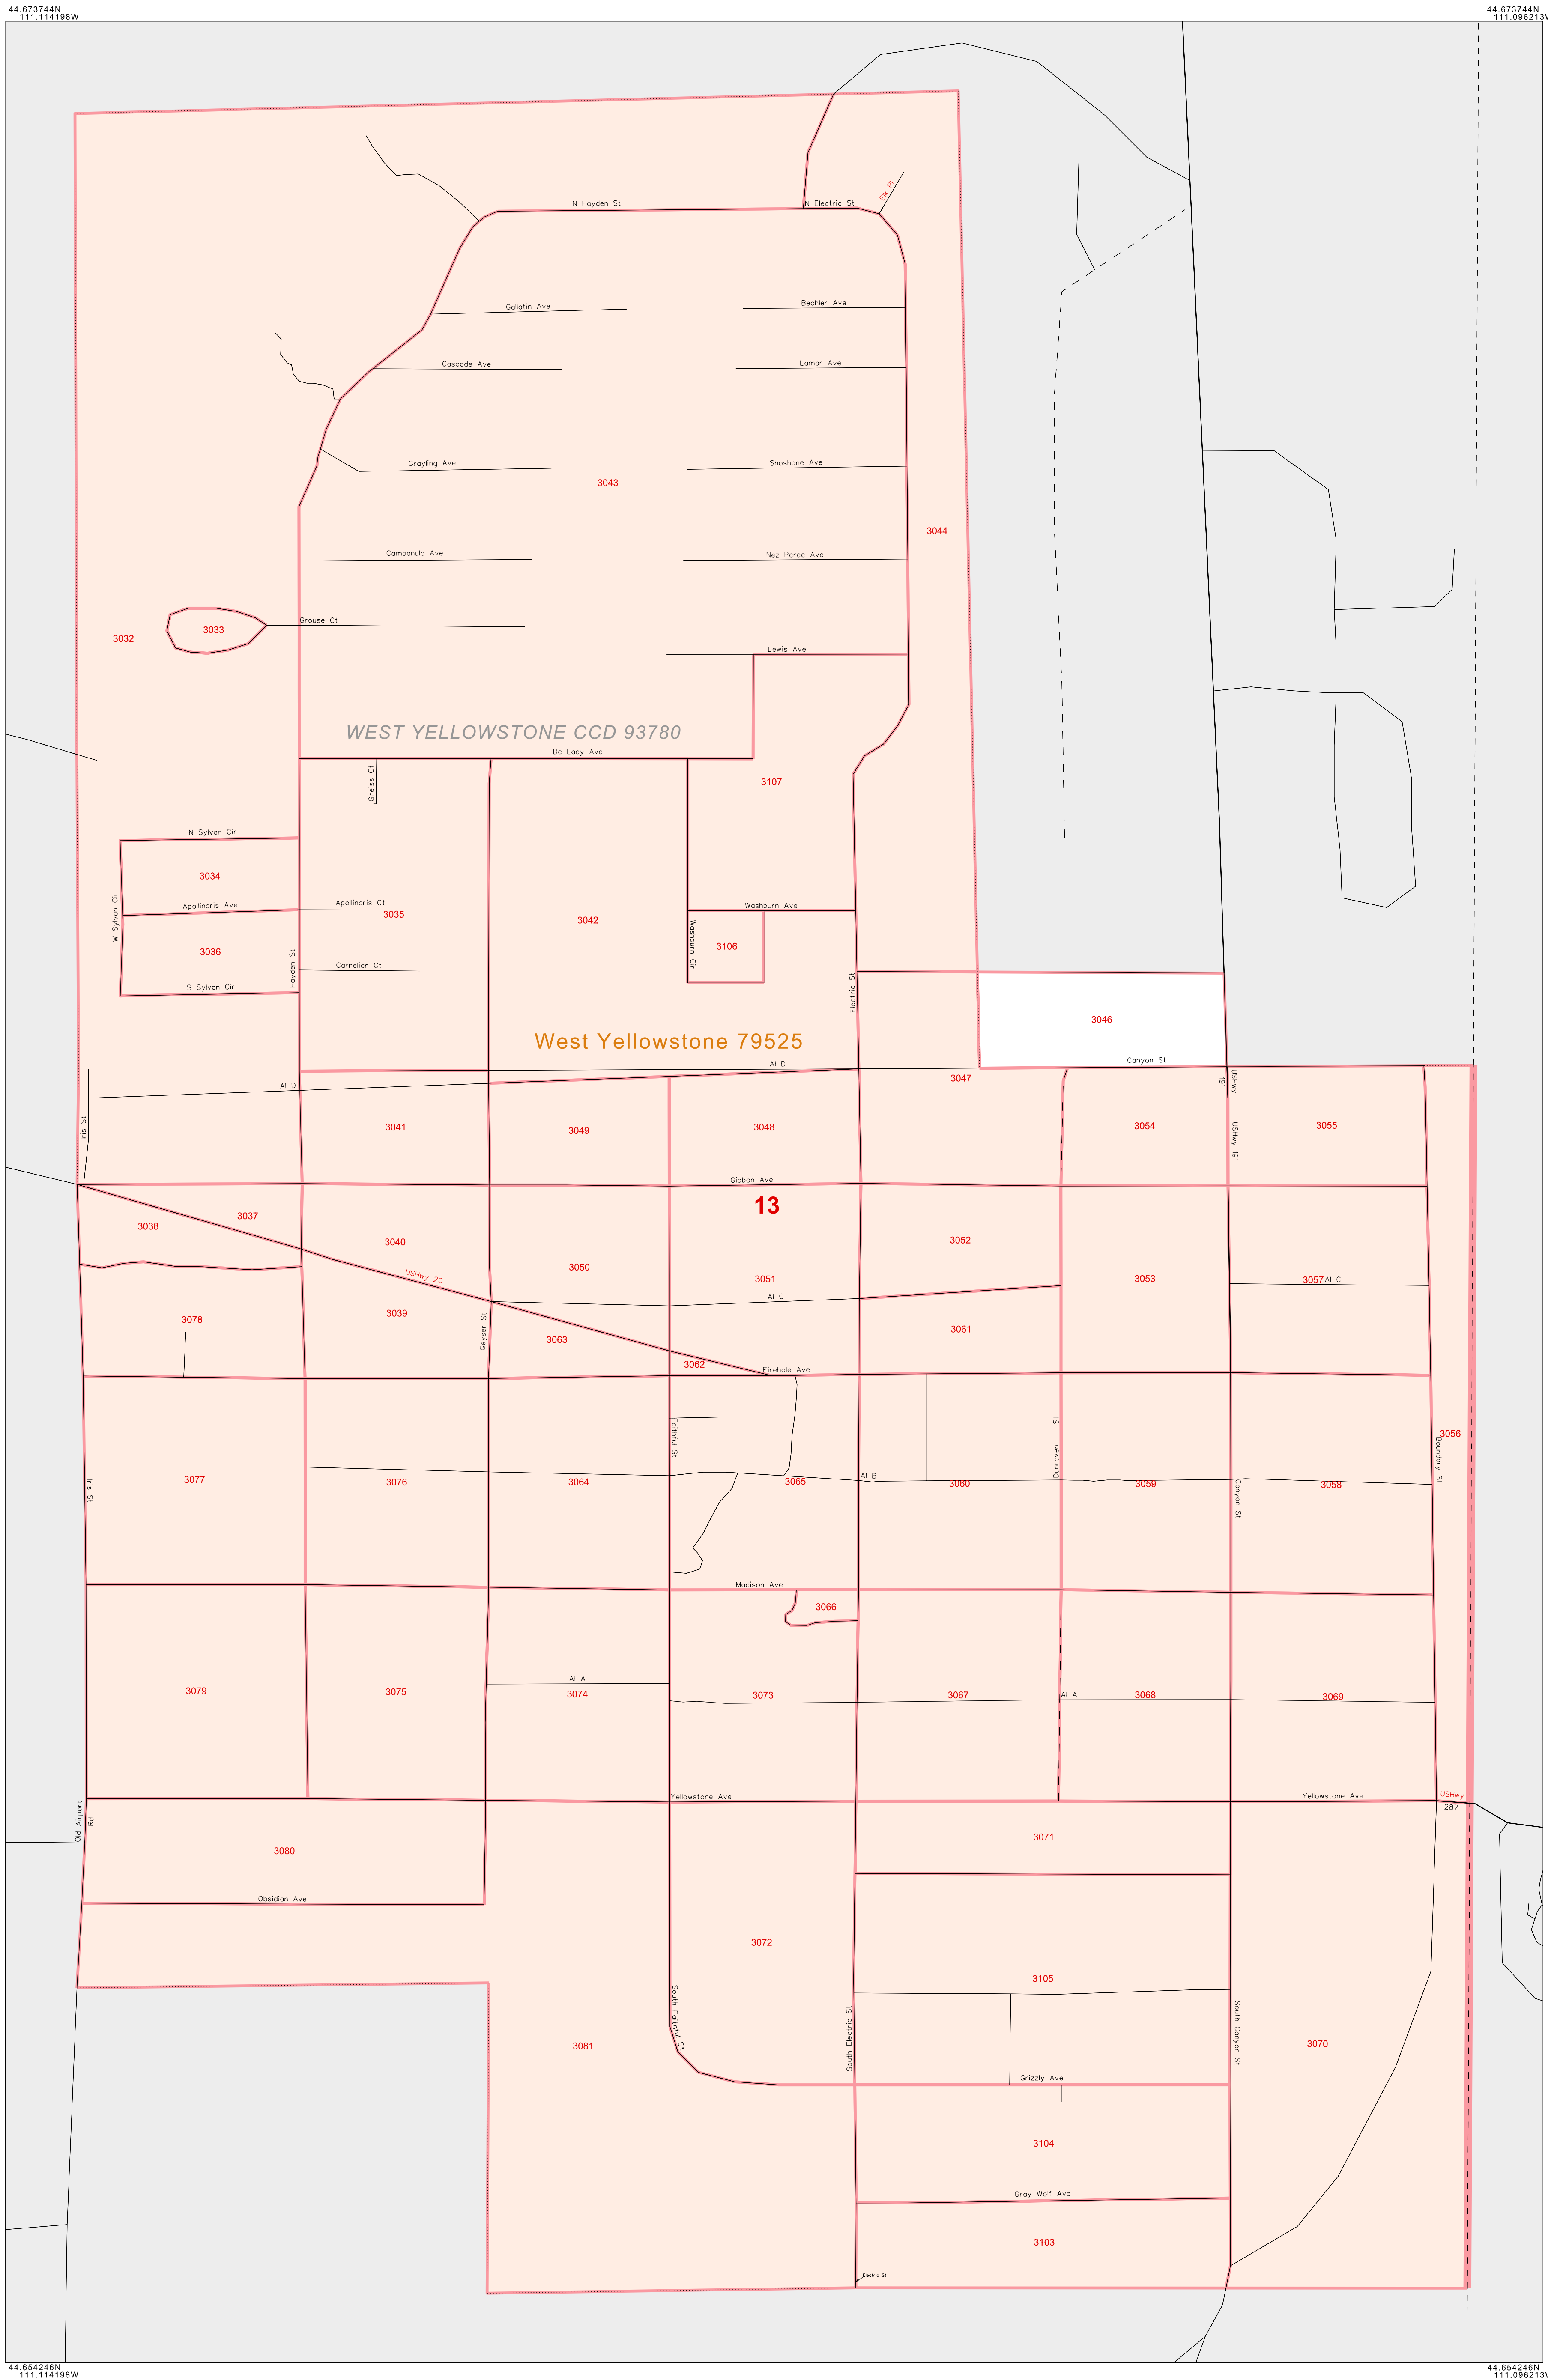 44.673744N
111.114198W
44.673744N
111.096213W
Elk Pl
N Hayden St
N Electric St
Gallatin Ave
Bechler Ave
Cascade Ave
Lamar Ave
Grayling Ave
Shoshone Ave
3043
3044
Campanula Ave
Nez Perce Ave
Grouse Ct
3033
3032
Lewis Ave
WEST YELLOWSTONE CCD 93780
De Lacy Ave
Gneiss Ct
3107
N Sylvan Cir
3034
W Sylvan Cir
Apollinaris Ave
Apollinaris Ct
3035
Washburn Ave
3042
Washburn Cir
3106
3036
Hayden St
Carnelian Ct
S Sylvan Cir
Electric St
3046
West Yellowstone 79525
Canyon St
Al D
3047
USHwy
191
Al D
Iris St
3041
3049
3048
3054
USHwy 191
3055
Gibbon Ave
13
3037
3038
3040
3052
3050
3051
3053
3057
Al C
USHwy 20
Al C
3039
3078
Geyser St
3063
3061
3062
Firehole Ave
Faithful St
Dunraven St
3056
Boundary St
Iris St
3077
3076
3064
3065
Al B
3060
3059
Canyon St
3058
Madison Ave
3066
Al A
3079
3075
3074
3073
3067
Al A
3068
3069
Yellowstone Ave
Yellowstone Ave
USHwy
287
Old Airport
Rd
3071
3080
Obsidian Ave
3072
3105
South Faithful St
South Electric St
South Canyon St
3081
3070
Grizzly Ave
3104
Gray Wolf Ave
3103
Electric St
44.654246N
111.114198W
44.654246N
111.096213W